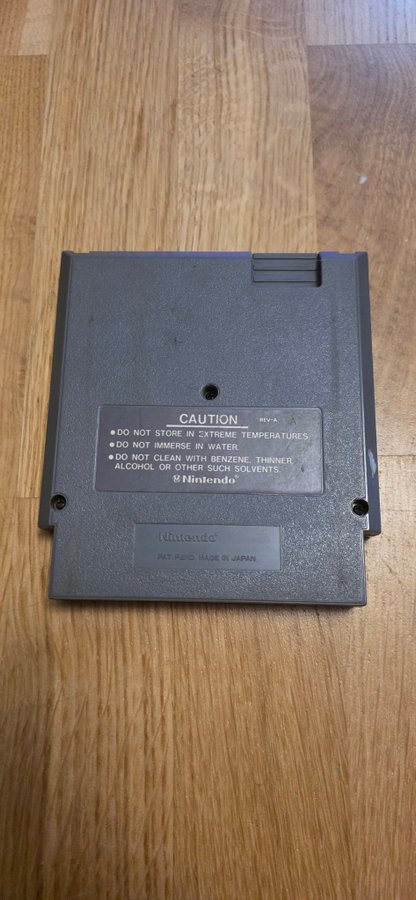 CAUTION REV-A
● DO NOT STORE IN EXTREME TEMPERATURES.
● DO NOT IMMERSE IN WATER.
● DO NOT CLEAN WITH BENZENE, THINNER,
ALCOHOL OR OTHER SUCH SOLVENTS.
Nintendo®
Nintendo®
PAT. PEND. MADE IN JAPAN